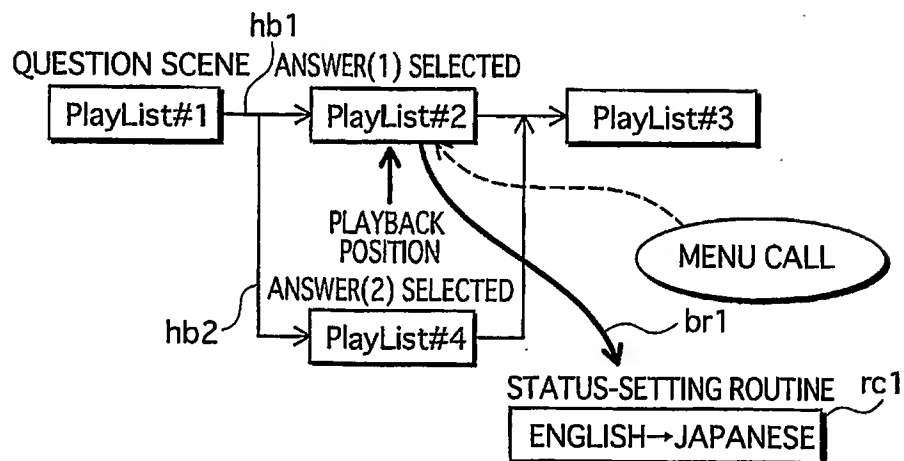 hb1
QUESTION SCENE
ANSWER(1) SELECTED
PlayList#1
PlayList#2
PlayList#3
PLAYBACK
POSITION
MENU CALL
ANSWER(2) SELECTED
hb2
PlayList#4
br1
STATUS-SETTING ROUTINE
rc1
ENGLISH→JAPANESE